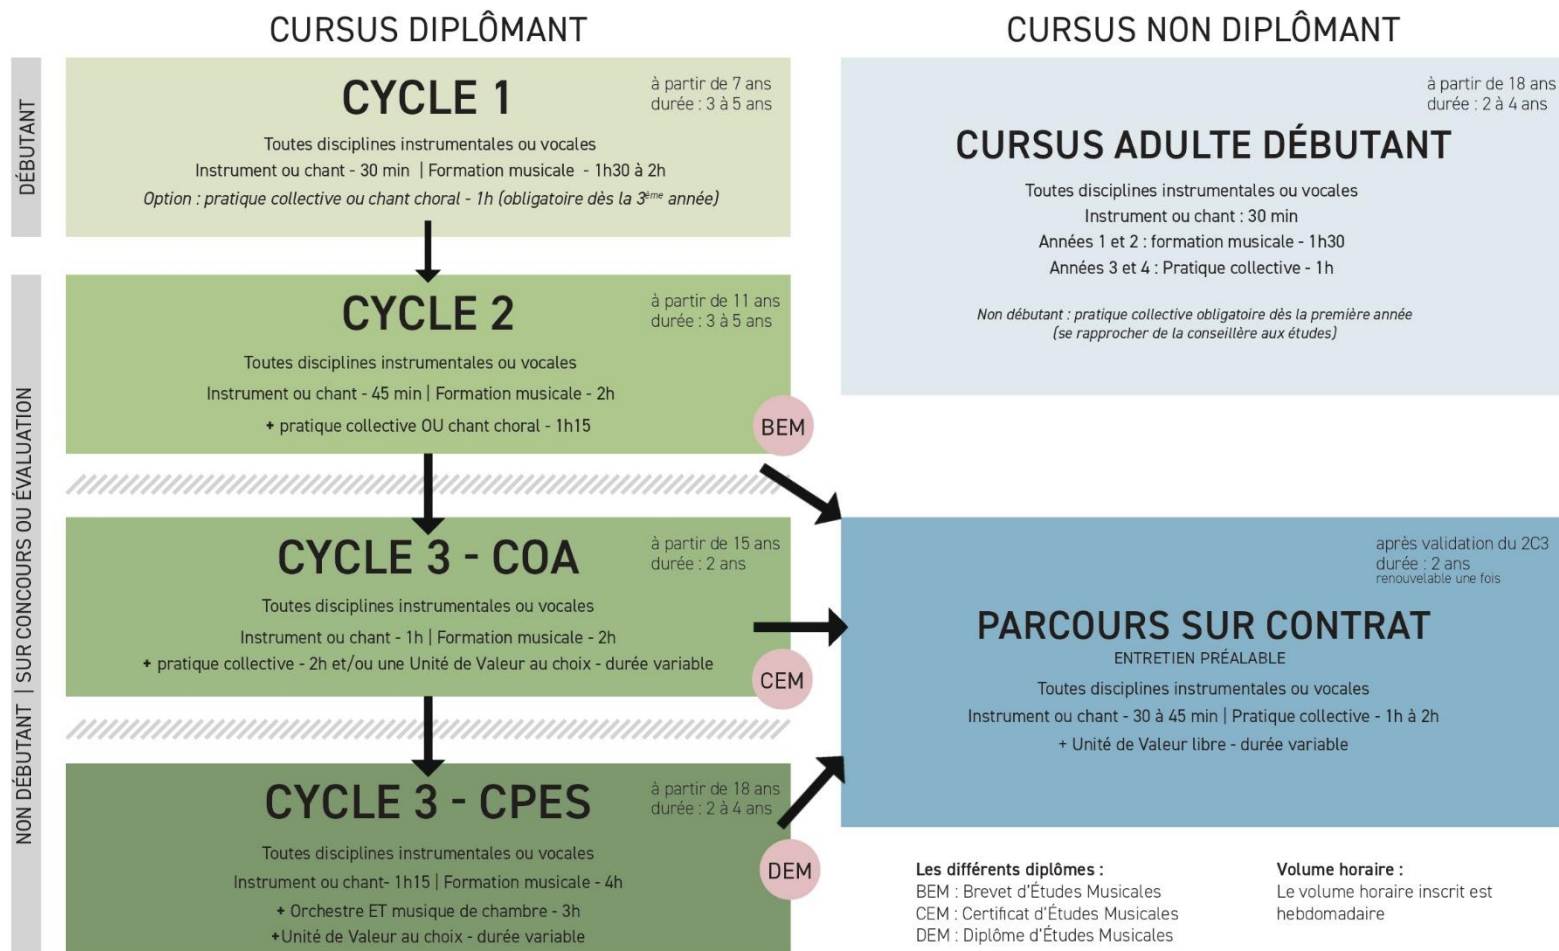 CURSUS DIPLÔMANT
DÉBUTANT
CYCLE 1
à partir de 7 ans
durée : 3 à 5 ans
Toutes disciplines instrumentales ou vocales
Instrument ou chant - 30 min | Formation musicale - 1h30 à 2h
Option : pratique collective ou chant choral - 1h (obligatoire dès la 3ème année)
NON DÉBUTANT | SUR CONCOURS OU ÉVALUATION
CYCLE 2
à partir de 11 ans
durée : 3 à 5 ans
Toutes disciplines instrumentales ou vocales
Instrument ou chant - 45 min | Formation musicale - 2h
+ pratique collective OU chant choral - 1h15
BEM
CYCLE 3 - COA
à partir de 15 ans
durée : 2 ans
Toutes disciplines instrumentales ou vocales
Instrument ou chant - 1h | Formation musicale - 2h
+ pratique collective - 2h et/ou une Unité de Valeur au choix - durée variable
CEM
CYCLE 3 - CPES
à partir de 18 ans
durée : 2 à 4 ans
Toutes disciplines instrumentales ou vocales
Instrument ou chant- 1h15 | Formation musicale - 4h
+ Orchestre ET musique de chambre - 3h
+Unité de Valeur au choix - durée variable
DEM
CURSUS NON DIPLÔMANT
à partir de 18 ans
durée : 2 à 4 ans
CURSUS ADULTE DÉBUTANT
Toutes disciplines instrumentales ou vocales
Instrument ou chant : 30 min
Années 1 et 2 : formation musicale - 1h30
Années 3 et 4 : Pratique collective - 1h
Non débutant : pratique collective obligatoire dès la première année
(se rapprocher de la conseillère aux études)
après validation du 2C3
durée : 2 ans
renouvelable une fois
PARCOURS SUR CONTRAT
ENTRETIEN PRÉALABLE
Toutes disciplines instrumentales ou vocales
Instrument ou chant - 30 à 45 min | Pratique collective - 1h à 2h
+ Unité de Valeur libre - durée variable
Les différents diplômes :
BEM : Brevet d'Études Musicales
CEM : Certificat d'Études Musicales
DEM : Diplôme d'Études Musicales
Volume horaire :
Le volume horaire inscrit est
hebdomadaire